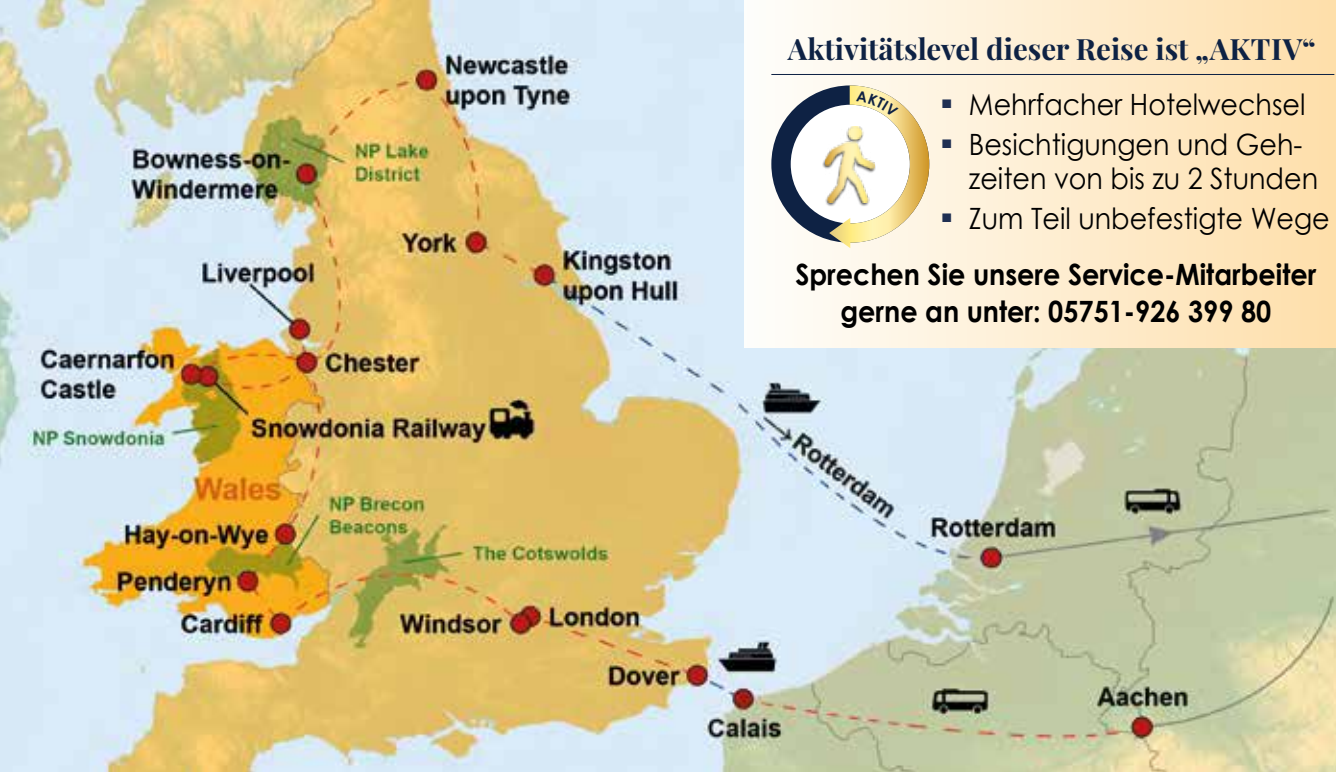 Aktivitätslevel dieser Reise ist „AKTIV“
AKTIV
▪ Mehrfacher Hotelwechsel
▪ Besichtigungen und Geh-
zeiten von bis zu 2 Stunden
▪ Zum Teil unbefestigte Wege
Sprechen Sie unsere Service-Mitarbeiter
gerne an unter: 05751-926 399 80
Newcastle
upon Tyne
NP Lake
District
Bowness-on-
Windermere
York
Kingston
upon Hull
Liverpool
Caernarfon
Castle
Chester
Snowdonia Railway
NP Snowdonia
Rotterdam
Wales
NP Brecon
Beacons
Hay-on-Wye
Rotterdam
The Cotswolds
Penderyn
Cardiff
Windsor
London
Dover
Calais
Aachen